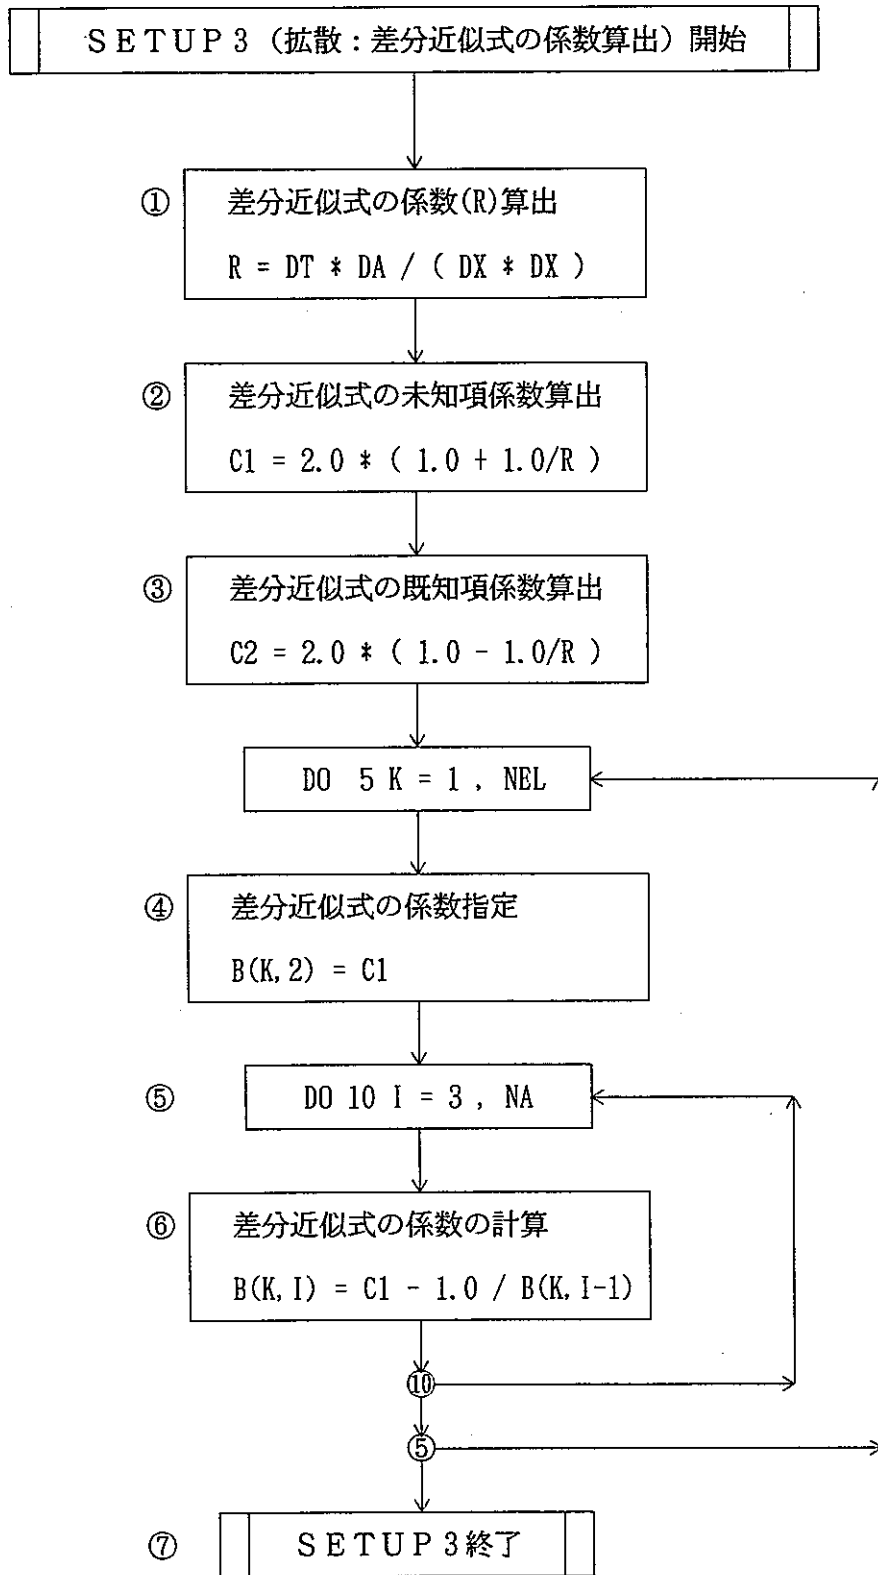 SETUP3（拡散：差分近似式の係数算出）開始
① 差分近似式の係数(R)算出
R = DT * DA / ( DX * DX )
② 差分近似式の未知項係数算出
C1 = 2.0 * ( 1.0 + 1.0/R )
③ 差分近似式の既知項係数算出
C2 = 2.0 * ( 1.0 - 1.0/R )
DO 5 K = 1 , NEL
④ 差分近似式の係数指定
B(K,2) = C1
⑤ DO 10 I = 3 , NA
⑥ 差分近似式の係数の計算
B(K,I) = C1 - 1.0 / B(K,I-1)
⑩
⑤
⑦ SETUP3終了